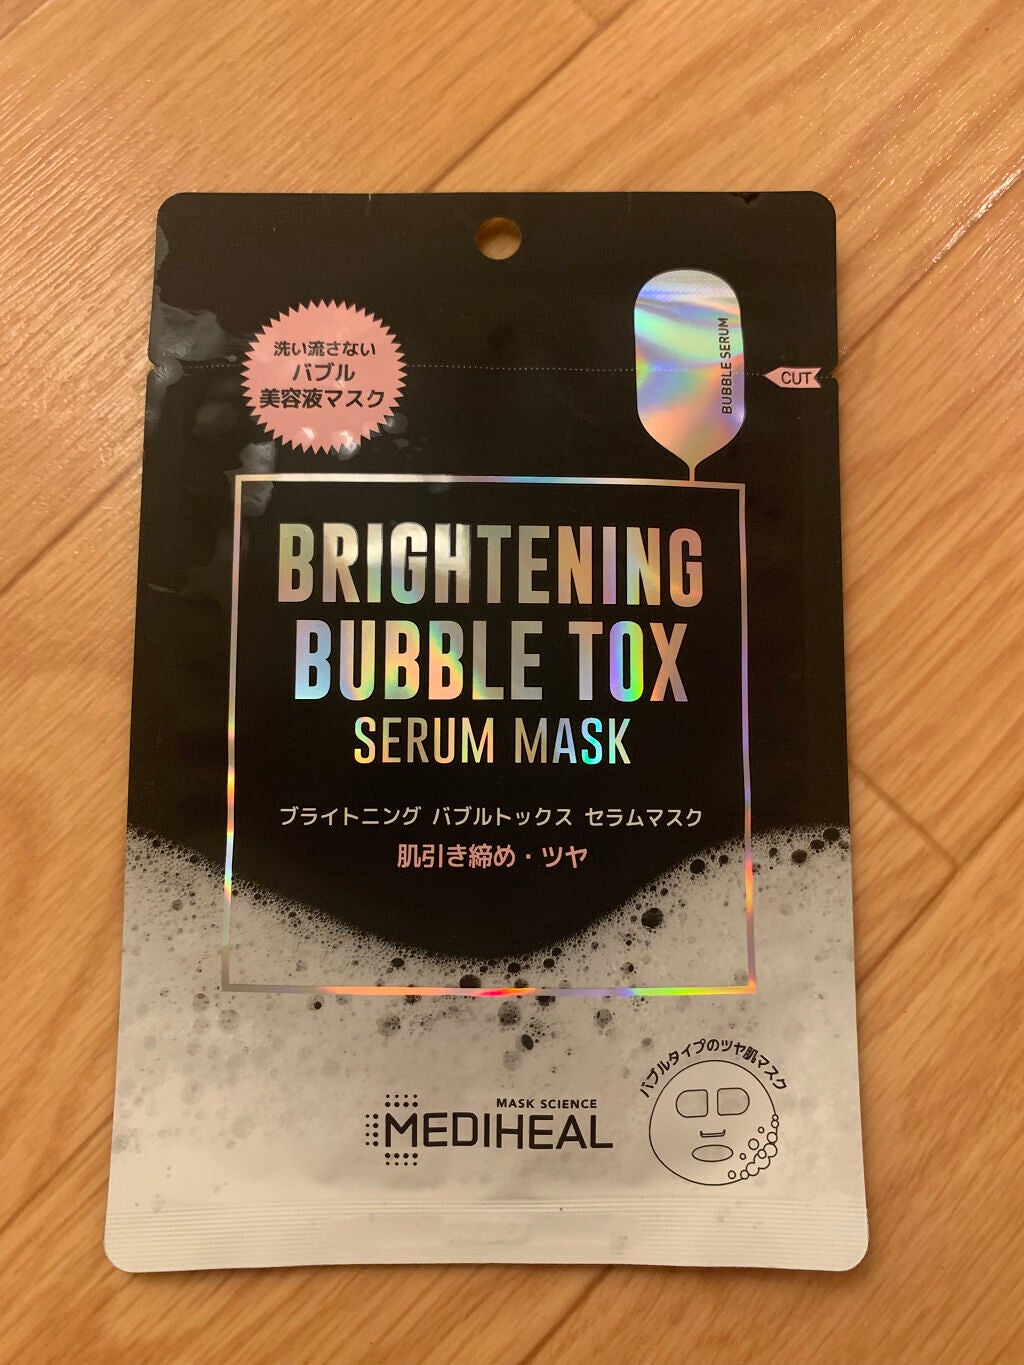 洗い流さない
バブル
美容液マスク
BUBBLE SERUM
CUT
BRIGHTENING
BUBBLE TOX
SERUM MASK
ブライトニング バブルトックス セラムマスク
肌引き締め・ツヤ
バブルタイプのツヤ肌マスク
MASK SCIENCE
MEDIHEAL